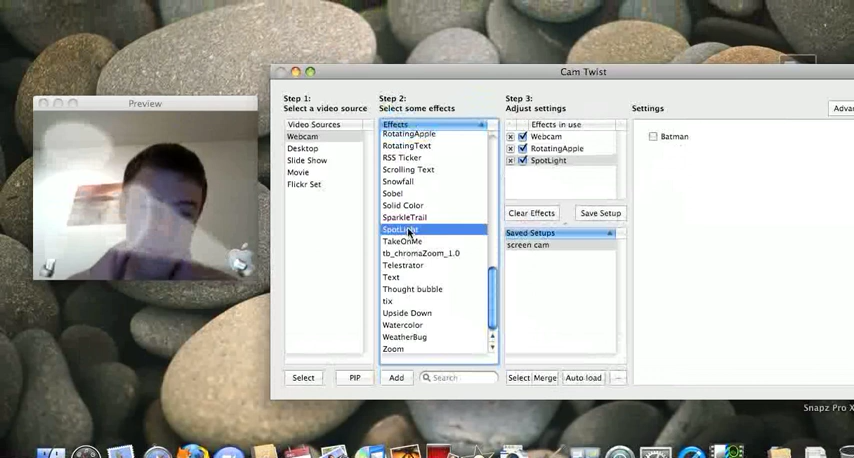 Cam Twist
Preview
Step 1:
Select a video source
Video Sources
Webcam
Desktop
Slide Show
Movie
Flickr Set
Select
PIP
Step 2:
Select some effects
Effects
RotatingApple
RotatingText
RSS Ticker
Scrolling Text
Snowfall
Sobel
Solid Color
SparkleTrail
SpotLight
TakeOnMe
tb_chromaZoom_1.0
Telestrator
Text
Thought bubble
tix
Upside Down
Watercolor
WeatherBug
Zoom
Add
Search
Step 3:
Adjust settings
Effects in use
Webcam
RotatingApple
SpotLight
Clear Effects
Save Setup
Saved Setups
screen cam
Select
Merge
Auto load
Settings
Advan
Batman
Snapz Pro X